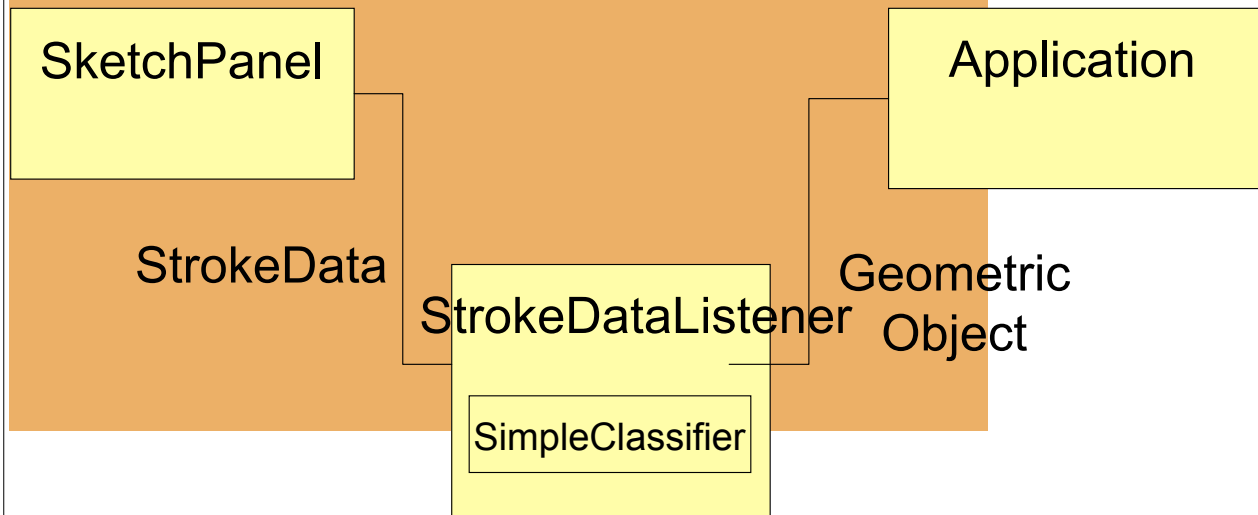 SketchPanel
Application
StrokeData
StrokeDataListener
Geometric
Object
SimpleClassifier